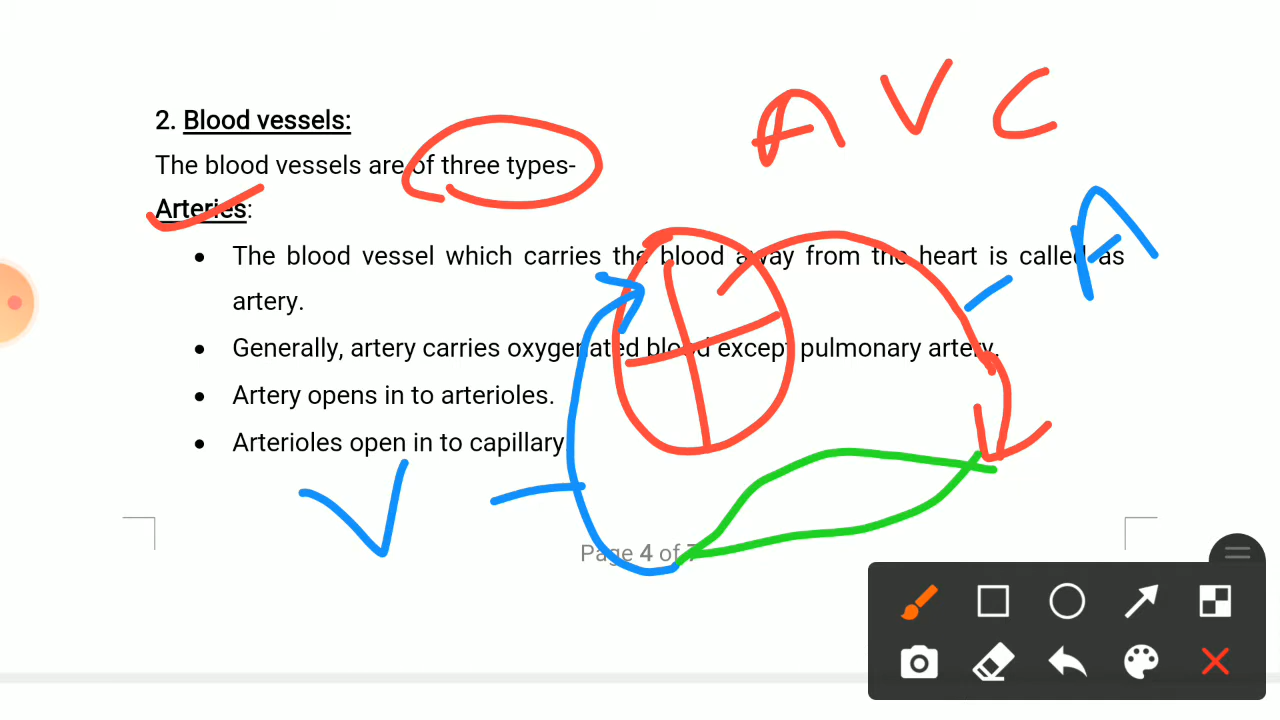 A V C
2. Blood vessels:
The blood vessels are of three types-
Arteries:
A
• The blood vessel which carries the blood away from the heart is called as
artery.
• Generally, artery carries oxygenated blood except pulmonary artery.
• Artery opens in to arterioles.
• Arterioles open in to capillary
V
Page 4 of 7